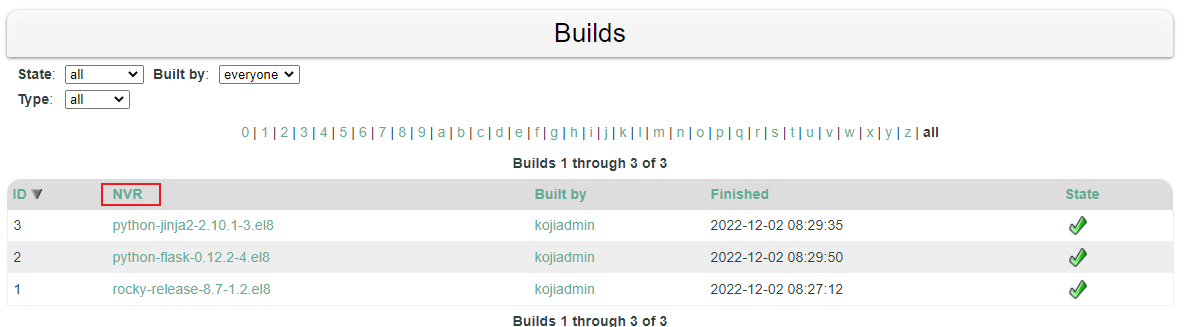 Builds
State: all Built by: everyone
Type: all
0 | 1 | 2 | 3 | 4 | 5 | 6 | 7 | 8 | 9 | a | b | c | d | e | f | g | h | i | j | k | l | m | n | o | p | q | r | s | t | u | v | w | x | y | z | all
Builds 1 through 3 of 3
ID NVR Built by Finished State
3 python-jinja2-2.10.1-3.el8 kojiadmin 2022-12-02 08:29:35
2 python-flask-0.12.2-4.el8 kojiadmin 2022-12-02 08:29:50
1 rocky-release-8.7-1.2.el8 kojiadmin 2022-12-02 08:27:12
Builds 1 through 3 of 3